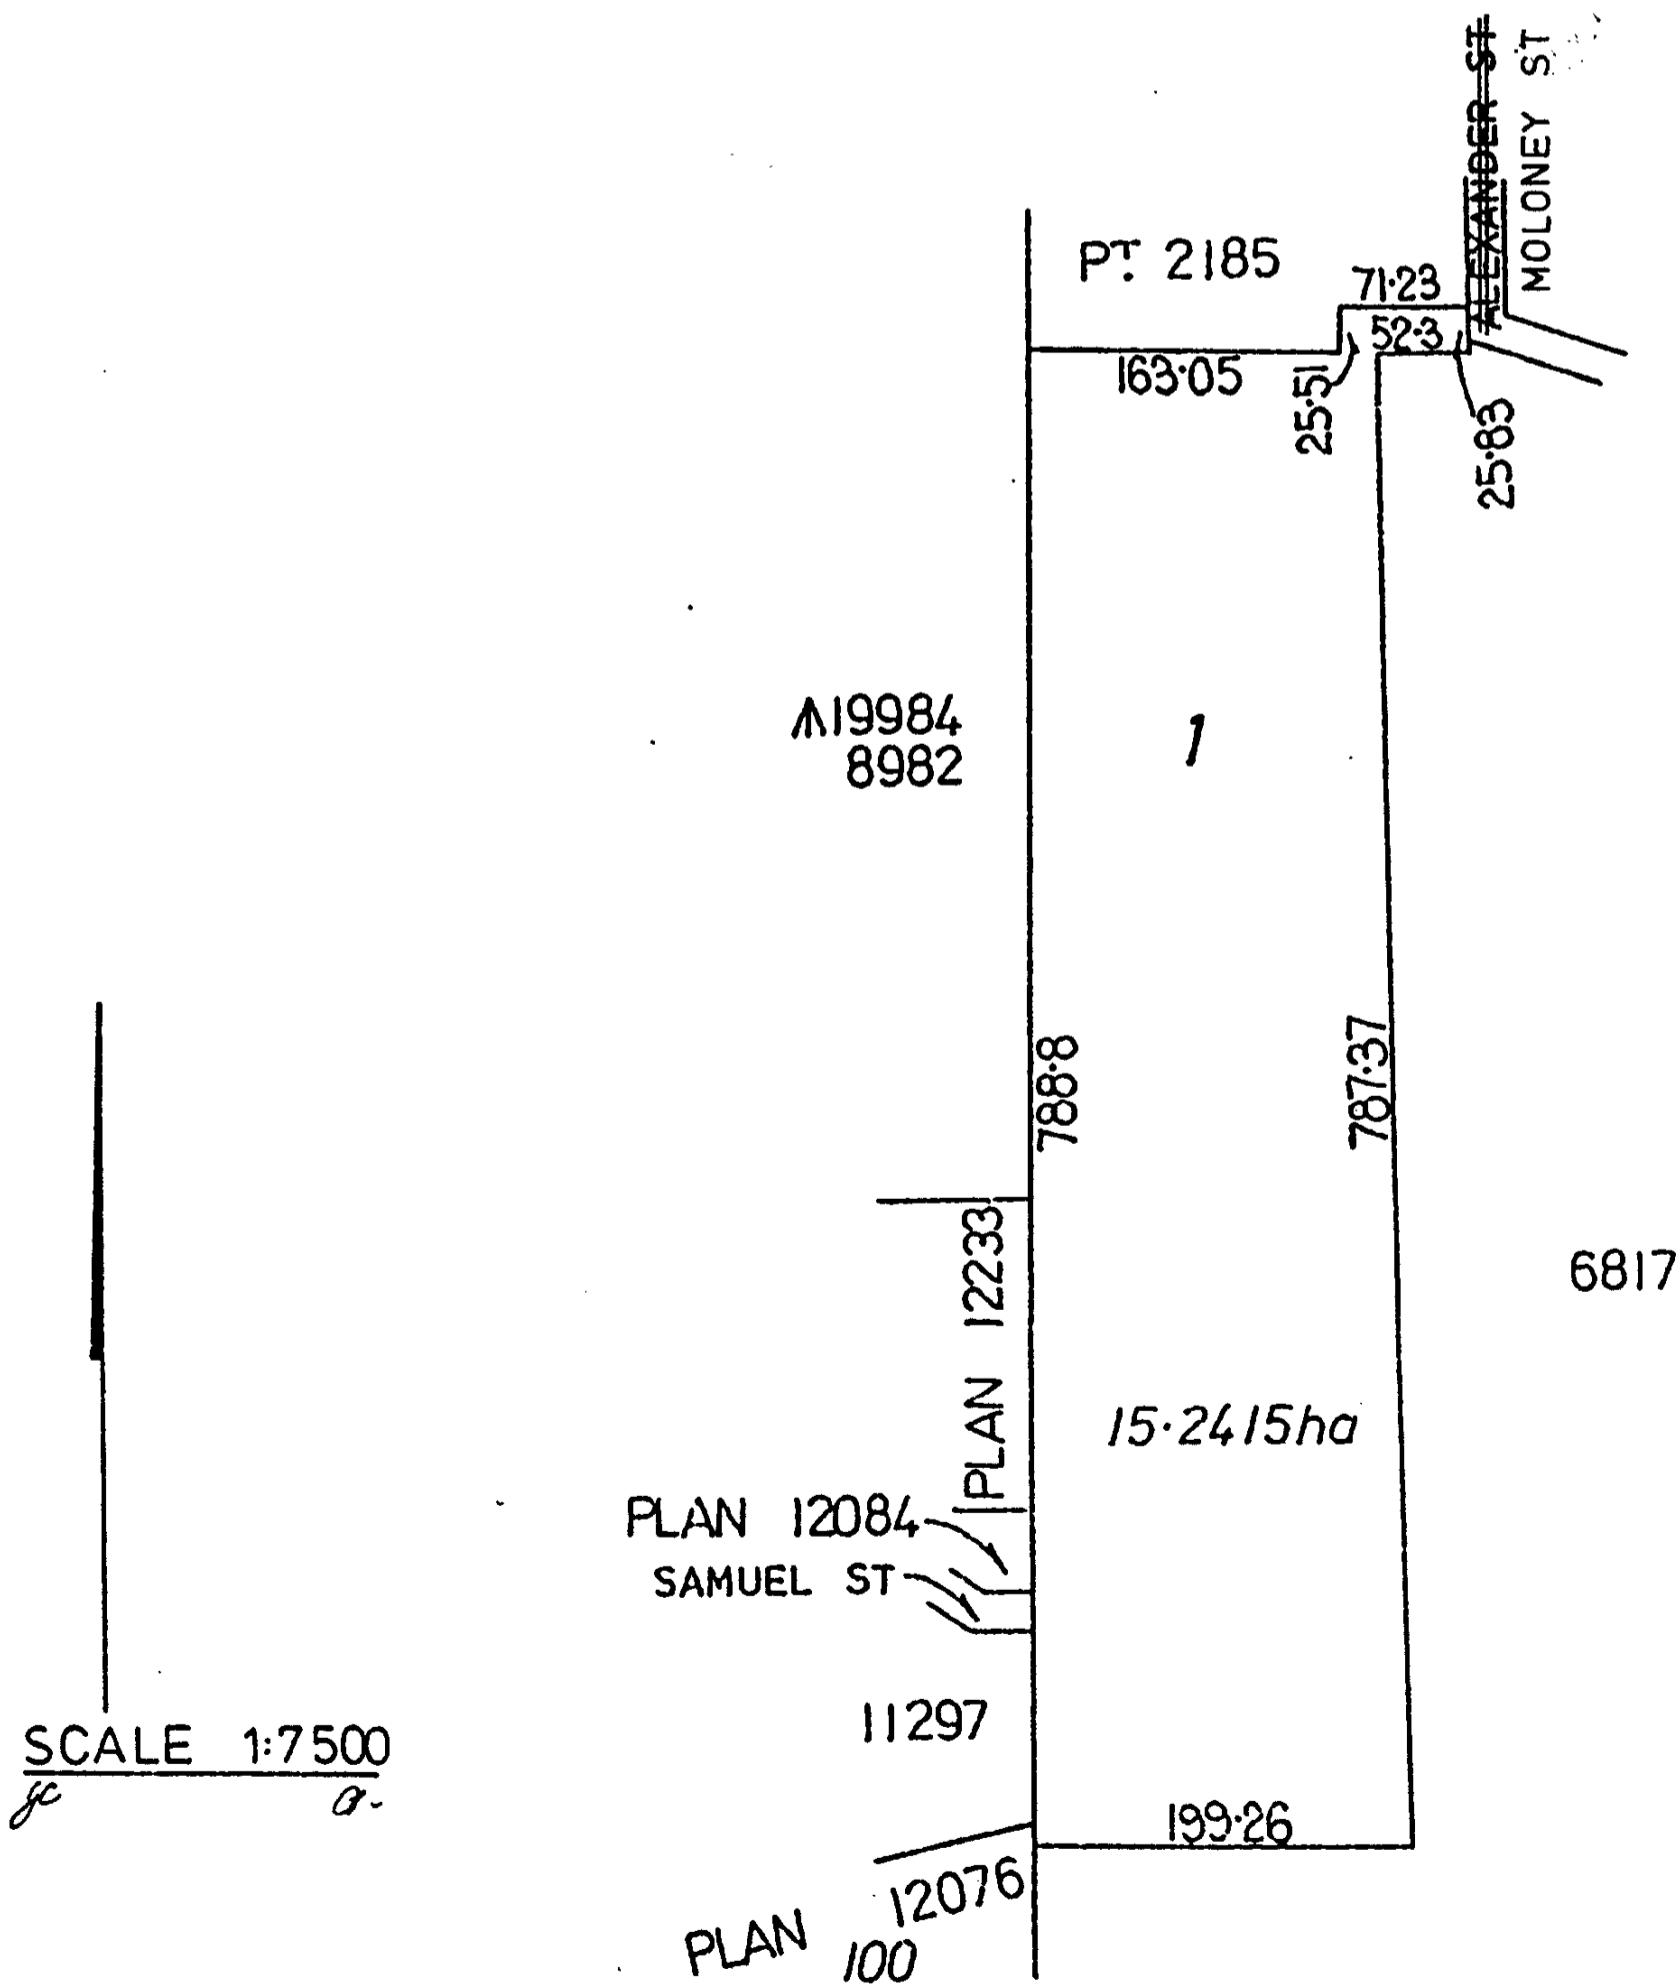 ALEXANDER ST
MOLONEY ST
PT. 2185
71·23
52·3
163·05
25·51
25·83
19984
8982
1
788·8
787·37
PLAN 12233
6817
15·2415ha
PLAN 12084
SAMUEL ST
11297
SCALE 1:7500
199·26
PLAN 12076
100